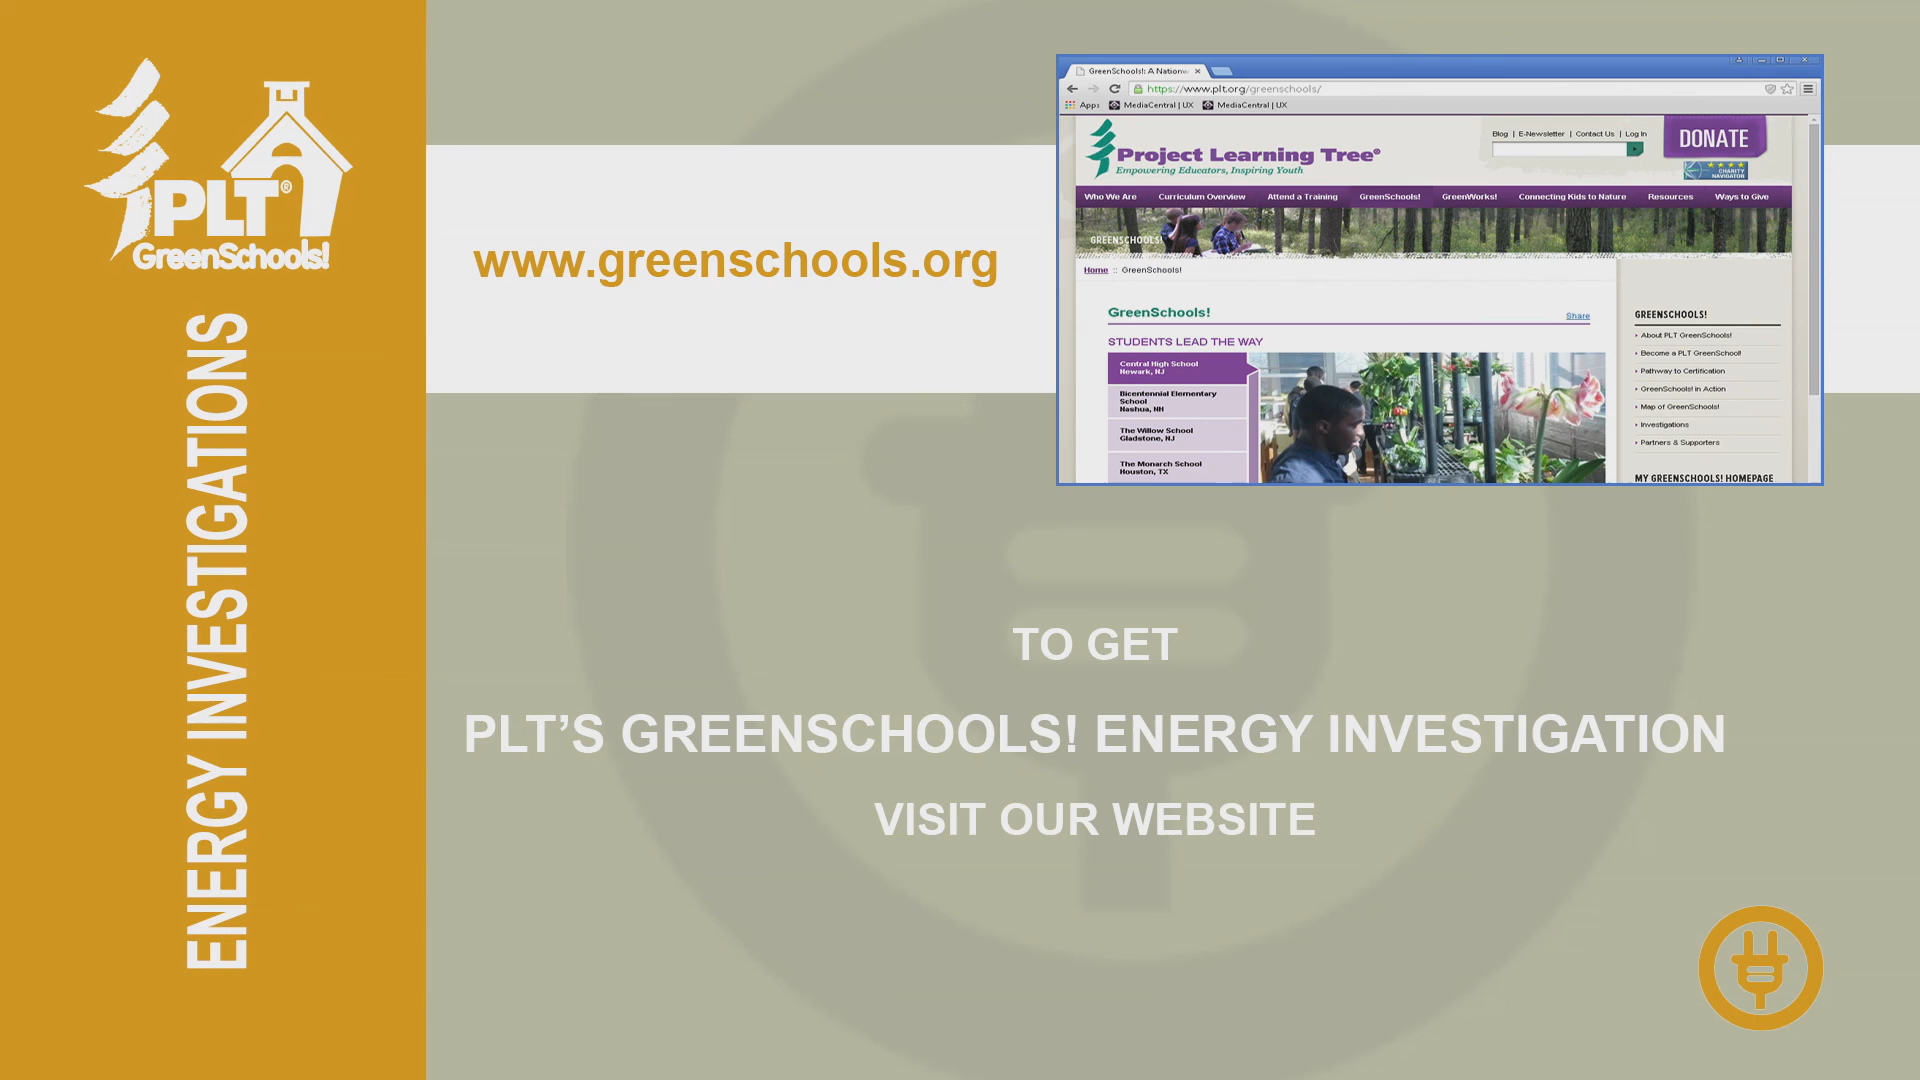 PLT®
GreenSchools!
ENERGY INVESTIGATIONS
www.greenschools.org
GreenSchools!: A Nationw
https://www.plt.org/greenschools/
Apps MediaCentral | UX MediaCentral | UX
Project Learning Tree®
Empowering Educators, Inspiring Youth
Blog | E-Newsletter | Contact Us | Log In
DONATE
CHARITY NAVIGATOR
Who We Are Curriculum Overview Attend a Training GreenSchools! GreenWorks! Connecting Kids to Nature Resources Ways to Give
GREENSCHOOLS!
Home :: GreenSchools!
GreenSchools!
Share
STUDENTS LEAD THE WAY
Central High School
Newark, NJ
Bicentennial Elementary
School
Nashua, NH
The Willow School
Gladstone, NJ
The Monarch School
Houston, TX
GREENSCHOOLS!
About PLT GreenSchools!
Become a PLT GreenSchool!
Pathway to Certification
GreenSchools! in Action
Map of GreenSchools!
Investigations
Partners & Supporters
MY GREENSCHOOLS! HOMEPAGE
TO GET
PLT’S GREENSCHOOLS! ENERGY INVESTIGATION
VISIT OUR WEBSITE